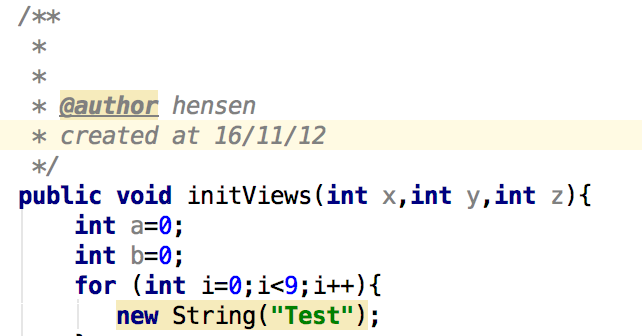 /**
 *
 *
 * @author hensen
 * created at 16/11/12
 */
public void initViews(int x,int y,int z){
    int a=0;
    int b=0;
    for (int i=0;i<9;i++){
        new String("Test");